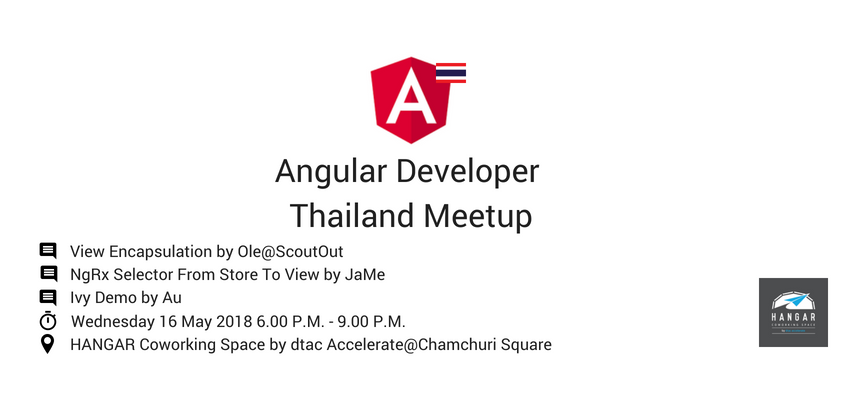 A
Angular Developer
Thailand Meetup
View Encapsulation by Ole@ScoutOut
NgRx Selector From Store To View by JaMe
Ivy Demo by Au
Wednesday 16 May 2018 6.00 P.M. - 9.00 P.M.
HANGAR Coworking Space by dtac Accelerate@Chamchuri Square
HANGAR
COWORKING SPACE